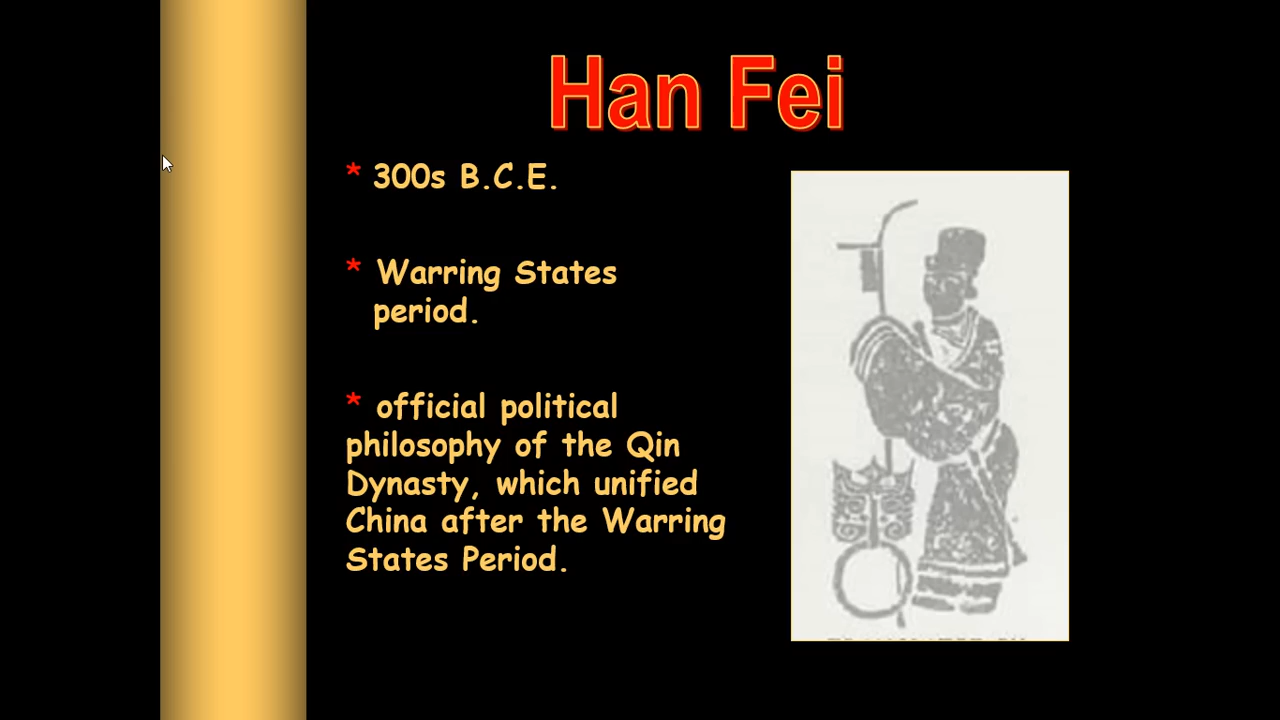 Han Fei
* 300s B.C.E.
* Warring States
period.
* official political
philosophy of the Qin
Dynasty, which unified
China after the Warring
States Period.